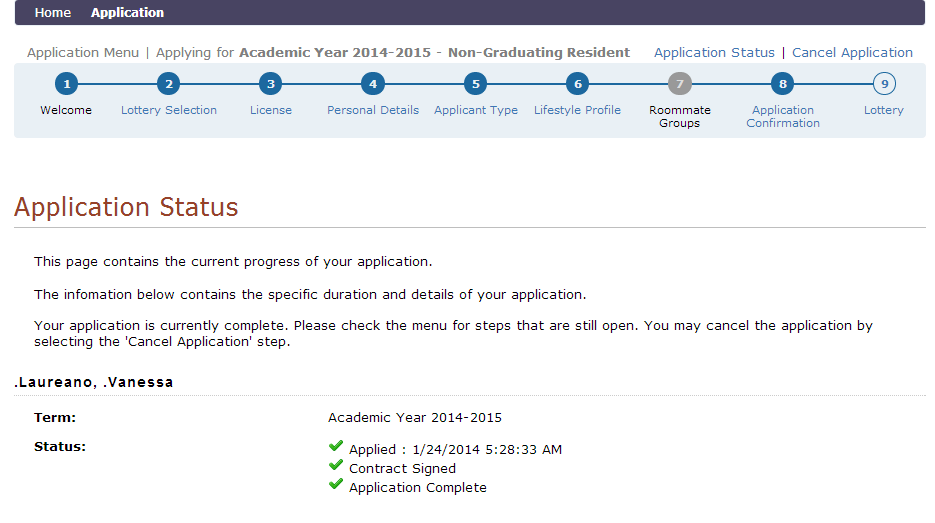 Home Application
Application Menu | Applying for Academic Year 2014-2015 - Non-Graduating Resident Application Status | Cancel Application
1 2 3 4 5 6 7 8 9
Welcome Lottery Selection License Personal Details Applicant Type Lifestyle Profile Roommate Application Lottery
Groups Confirmation
Application Status
This page contains the current progress of your application.
The infomation below contains the specific duration and details of your application.
Your application is currently complete. Please check the menu for steps that are still open. You may cancel the application by
selecting the 'Cancel Application' step.
.Laureano, .Vanessa
Term: Academic Year 2014-2015
Status: Applied : 1/24/2014 5:28:33 AM
Contract Signed
Application Complete